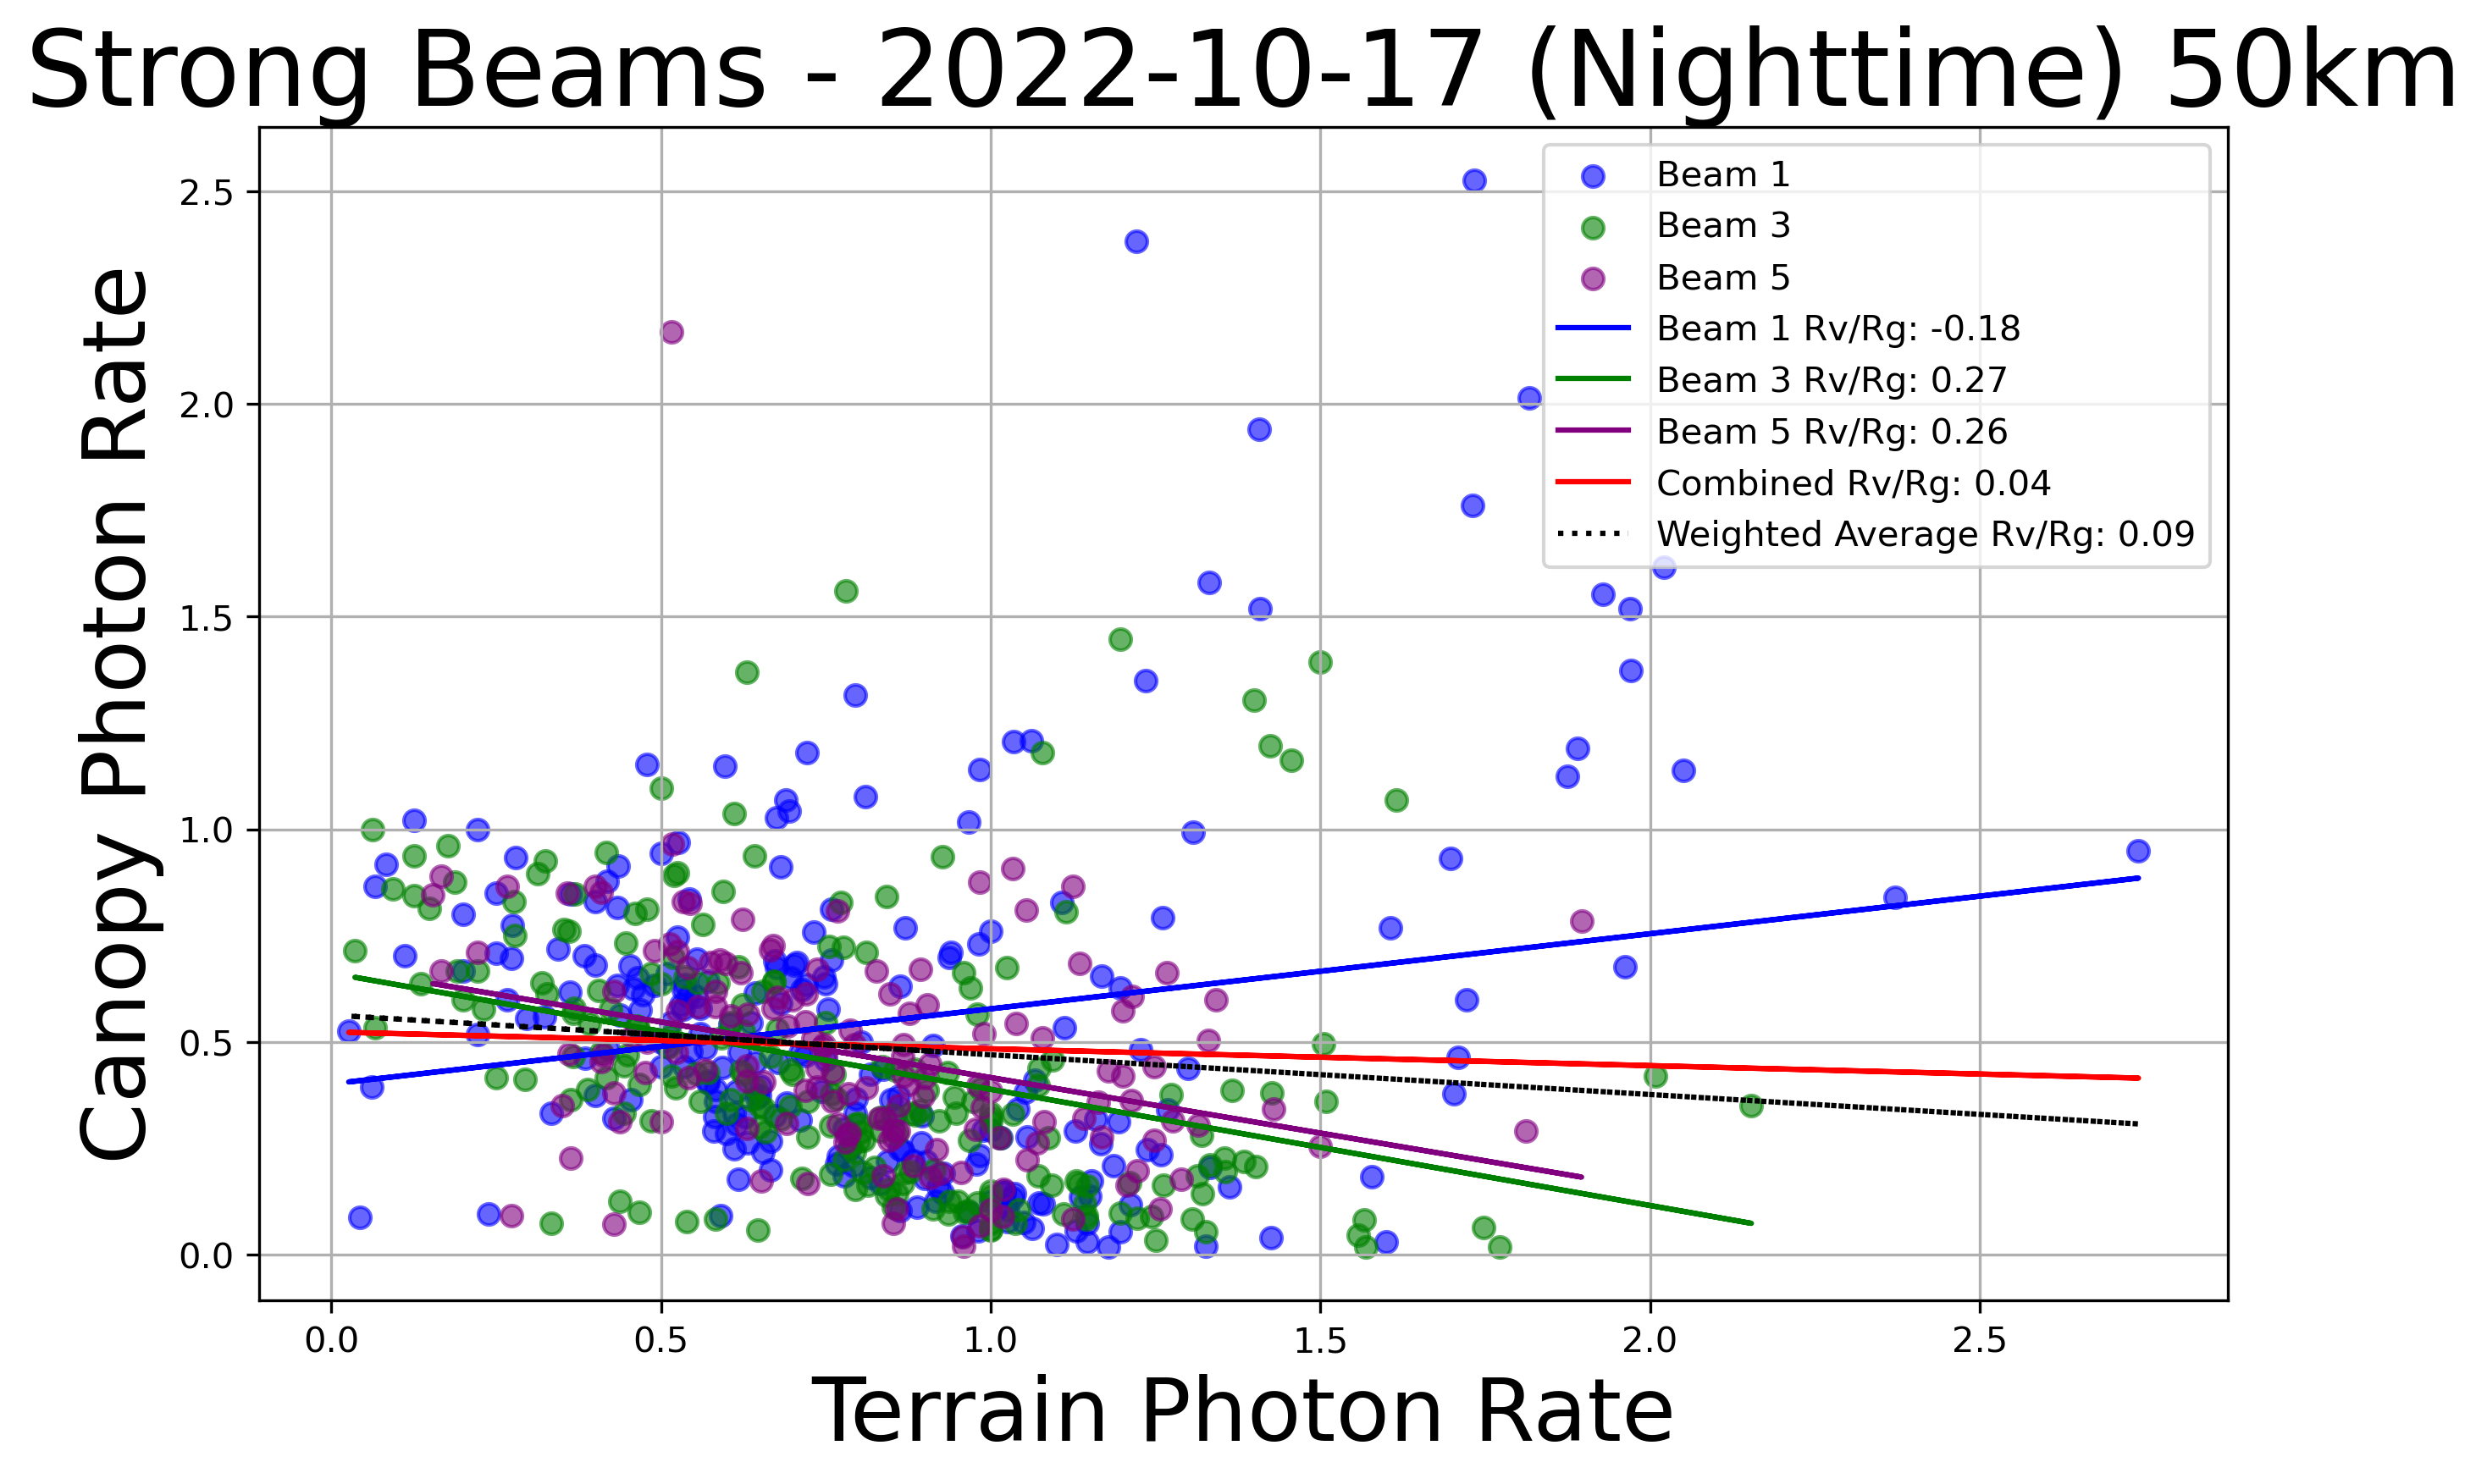 Strong Beams - 2022-10-17 (Nighttime) 50km
Canopy Photon Rate
2.5
2.0
1.5
1.0
0.5
0.0
Beam 1
Beam 3
Beam 5
Beam 1 Rv/Rg: -0.18
Beam 3 Rv/Rg: 0.27
Beam 5 Rv/Rg: 0.26
Combined Rv/Rg: 0.04
Weighted Average Rv/Rg: 0.09
0.0 0.5 1.0 1.5 2.0 2.5
Terrain Photon Rate